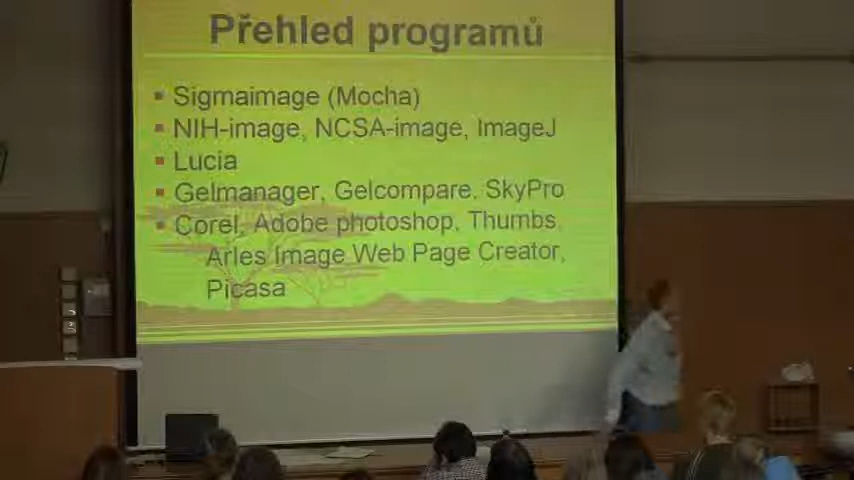 Přehled programů
Sigmaimage (Mocha)
NIH-image, NCSA-image, ImageJ
Lucia
Gelmanager, Gelcompare, SkyPro
Corel, Adobe photoshop, Thumbs,
Arles Image Web Page Creator,
Picasa